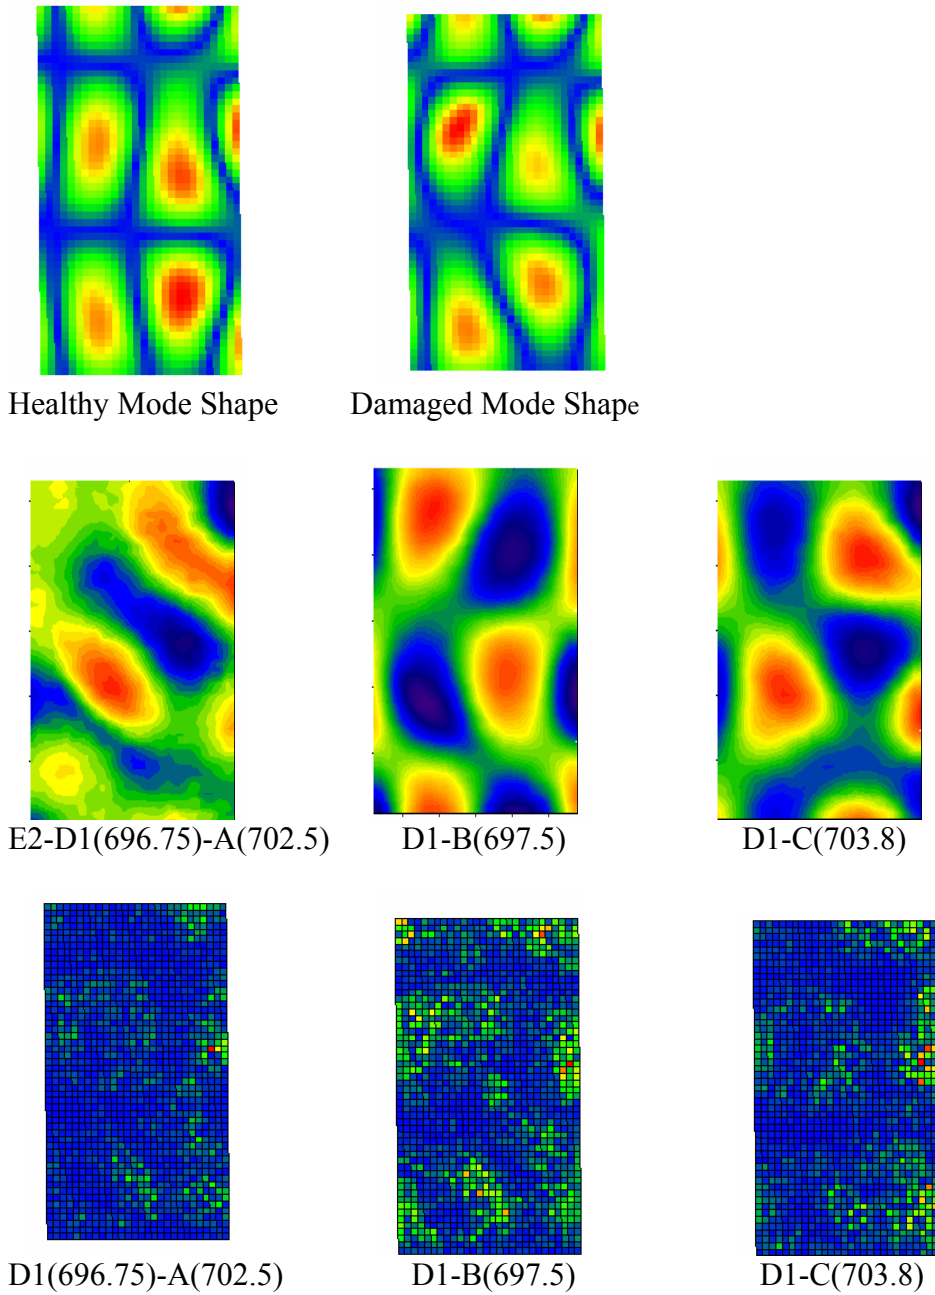 Healthy Mode Shape Damaged Mode Shape
E2-D1(696.75)-A(702.5) D1-B(697.5) D1-C(703.8)
D1(696.75)-A(702.5) D1-B(697.5) D1-C(703.8)